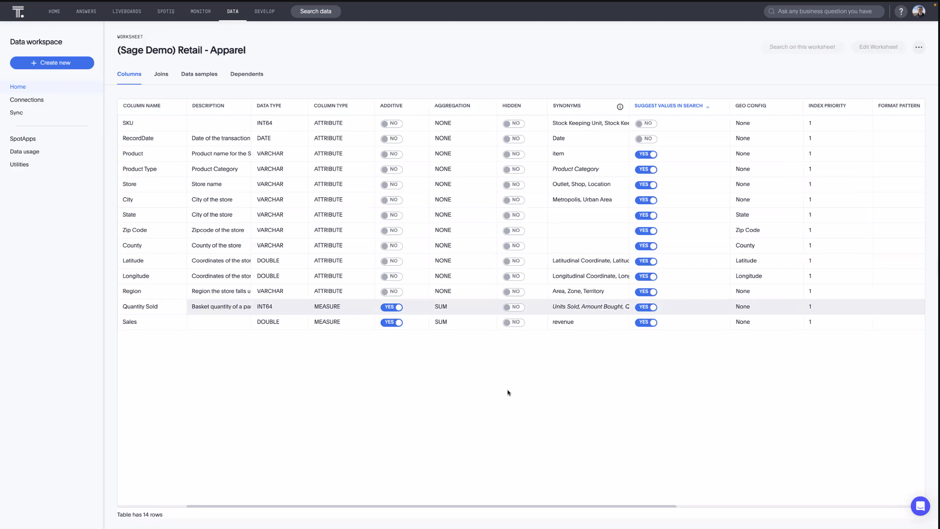 HOME ANSWERS LIVEBOARDS SPOTIQ MONITOR DATA DEVELOP Search data Ask any business question you have ?
Data workspace
+ Create new
Home
Connections
Sync
SpotApps
Data usage
Utilities
WORKSHEET
(Sage Demo) Retail - Apparel
Search on this worksheet Edit Worksheet
Columns Joins Data samples Dependents
COLUMN NAME DESCRIPTION DATA TYPE COLUMN TYPE ADDITIVE AGGREGATION HIDDEN SYNONYMS SUGGEST VALUES IN SEARCH GEO CONFIG INDEX PRIORITY FORMAT PATTERN
SKU INT64 ATTRIBUTE NO NONE NO Stock Keeping Unit, Stock Kee NO None 1
RecordDate Date of the transaction DATE ATTRIBUTE NO NONE NO Date NO None 1
Product Product name for the S VARCHAR ATTRIBUTE NO NONE NO item YES None 1
Product Type Product Category VARCHAR ATTRIBUTE NO NONE NO Product Category YES None 1
Store Store name VARCHAR ATTRIBUTE NO NONE NO Outlet, Shop, Location YES None 1
City City of the store VARCHAR ATTRIBUTE NO NONE NO Metropolis, Urban Area YES None 1
State City of the store VARCHAR ATTRIBUTE NO NONE NO YES State 1
Zip Code Zipcode of the store VARCHAR ATTRIBUTE NO NONE NO YES Zip Code 1
County County of the store VARCHAR ATTRIBUTE NO NONE NO YES County 1
Latitude Coordinates of the stor DOUBLE ATTRIBUTE NO NONE NO Latitudinal Coordinate, Latituc YES Latitude 1
Longitude Coordinates of the stor DOUBLE ATTRIBUTE NO NONE NO Longitudinal Coordinate, Long YES Longitude 1
Region Region the store falls u VARCHAR ATTRIBUTE NO NONE NO Area, Zone, Territory YES None 1
Quantity Sold Basket quantity of a pa INT64 MEASURE YES SUM NO Units Sold, Amount Bought, Q YES None 1
Sales DOUBLE MEASURE YES SUM NO revenue YES None 1
Table has 14 rows